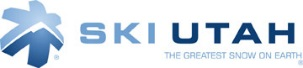 SKI UTAH
THE GREATEST SNOW ON EARTH®
®